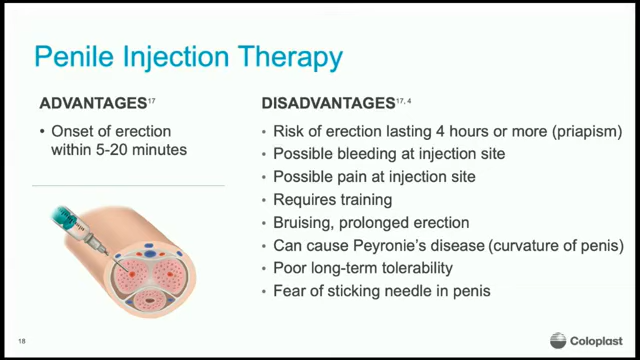 Penile Injection Therapy
ADVANTAGES17
• Onset of erection
within 5-20 minutes
DISADVANTAGES17, 4
• Risk of erection lasting 4 hours or more (priapism)
• Possible bleeding at injection site
• Possible pain at injection site
• Requires training
• Bruising, prolonged erection
• Can cause Peyronie's disease (curvature of penis)
• Poor long-term tolerability
• Fear of sticking needle in penis
18
Coloplast